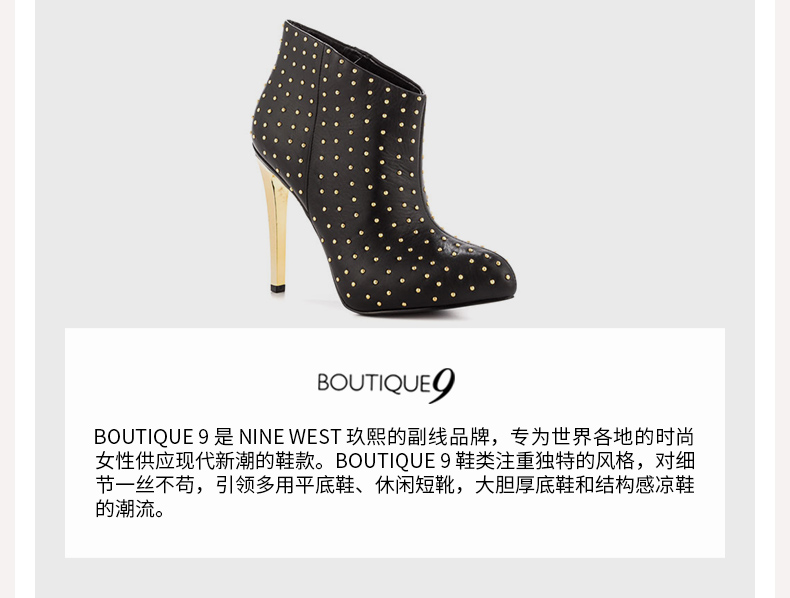 BOUTIQUE 9
BOUTIQUE 9 是 NINE WEST 玖熙的副线品牌，专为世界各地的时尚
女性供应现代新潮的鞋款。BOUTIQUE 9 鞋类注重独特的风格，对细
节一丝不苟，引领多用平底鞋、休闲短靴，大胆厚底鞋和结构感凉鞋
的潮流。